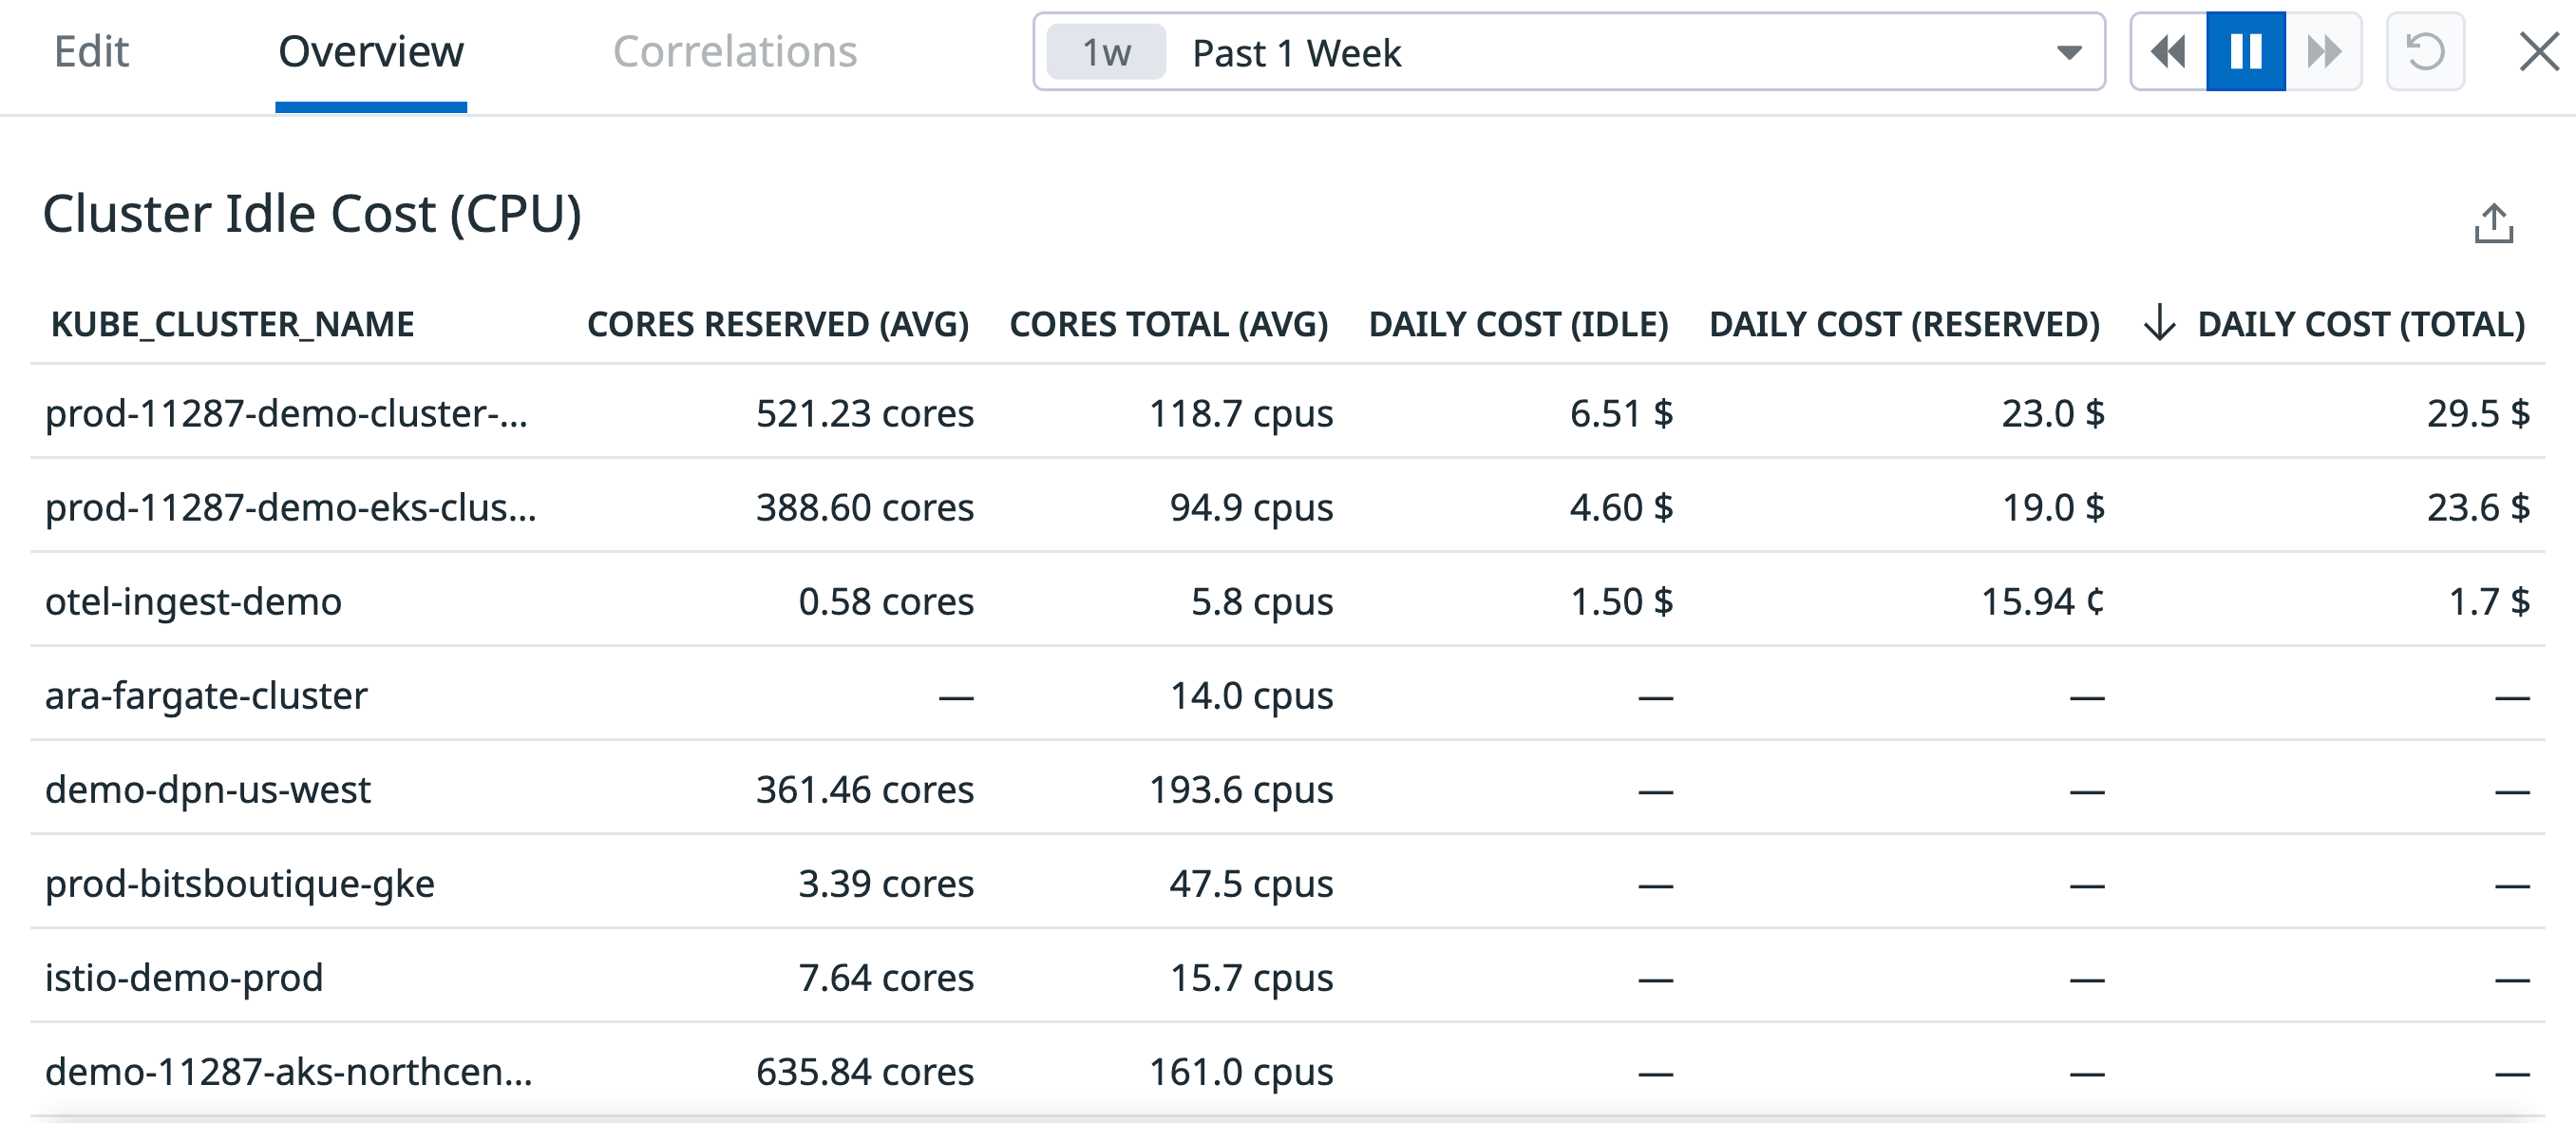 Edit Overview Correlations 1w Past 1 Week
Cluster Idle Cost (CPU)
KUBE_CLUSTER_NAME CORES RESERVED (AVG) CORES TOTAL (AVG) DAILY COST (IDLE) DAILY COST (RESERVED) ↓ DAILY COST (TOTAL)
prod-11287-demo-cluster-... 521.23 cores 118.7 cpus 6.51 $ 23.0 $ 29.5 $
prod-11287-demo-eks-clus... 388.60 cores 94.9 cpus 4.60 $ 19.0 $ 23.6 $
otel-ingest-demo 0.58 cores 5.8 cpus 1.50 $ 15.94 ¢ 1.7 $
ara-fargate-cluster — 14.0 cpus — — —
demo-dpn-us-west 361.46 cores 193.6 cpus — — —
prod-bitsboutique-gke 3.39 cores 47.5 cpus — — —
istio-demo-prod 7.64 cores 15.7 cpus — — —
demo-11287-aks-northcen... 635.84 cores 161.0 cpus — — —